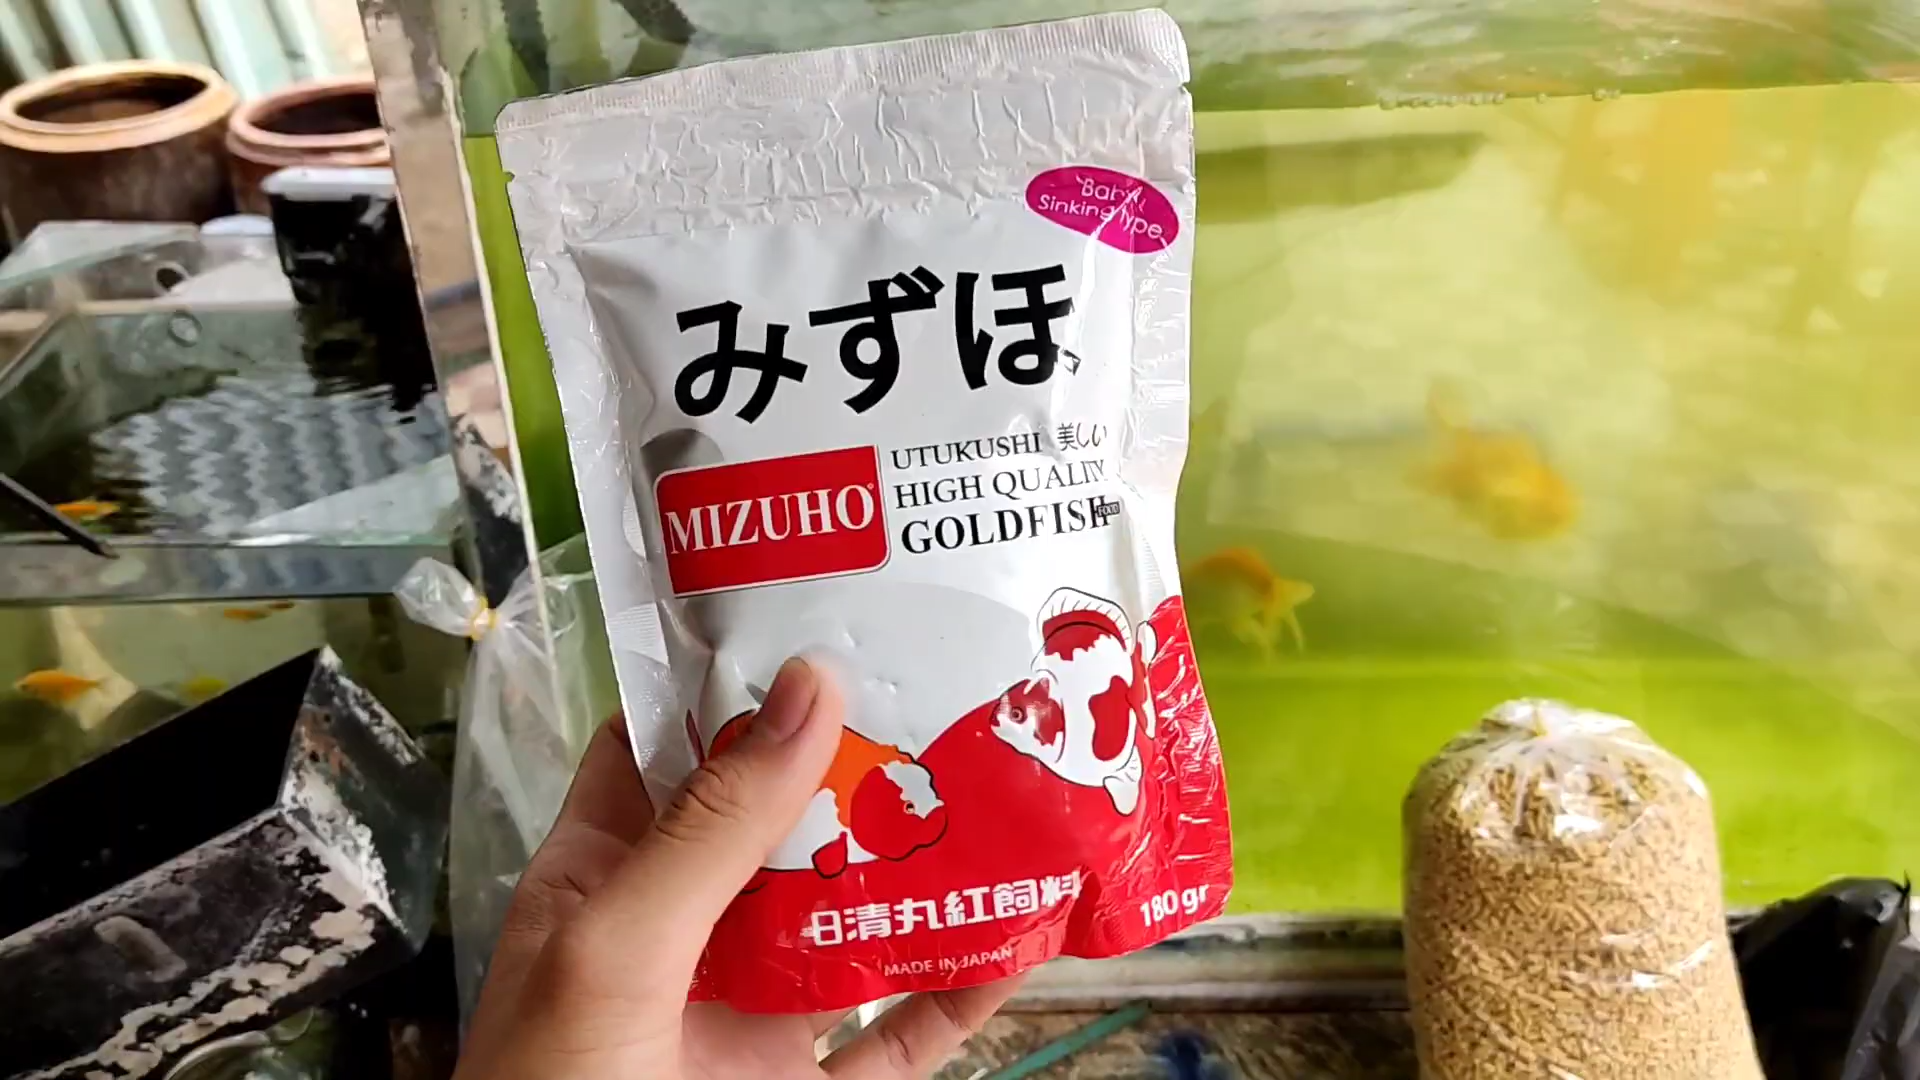 Baby
Sinking Type
みずほ
MIZUHO
UTUKUSHI 美しい
HIGH QUALITY
GOLDFISH FOOD
日清丸紅飼料
180 gr
MADE IN JAPAN